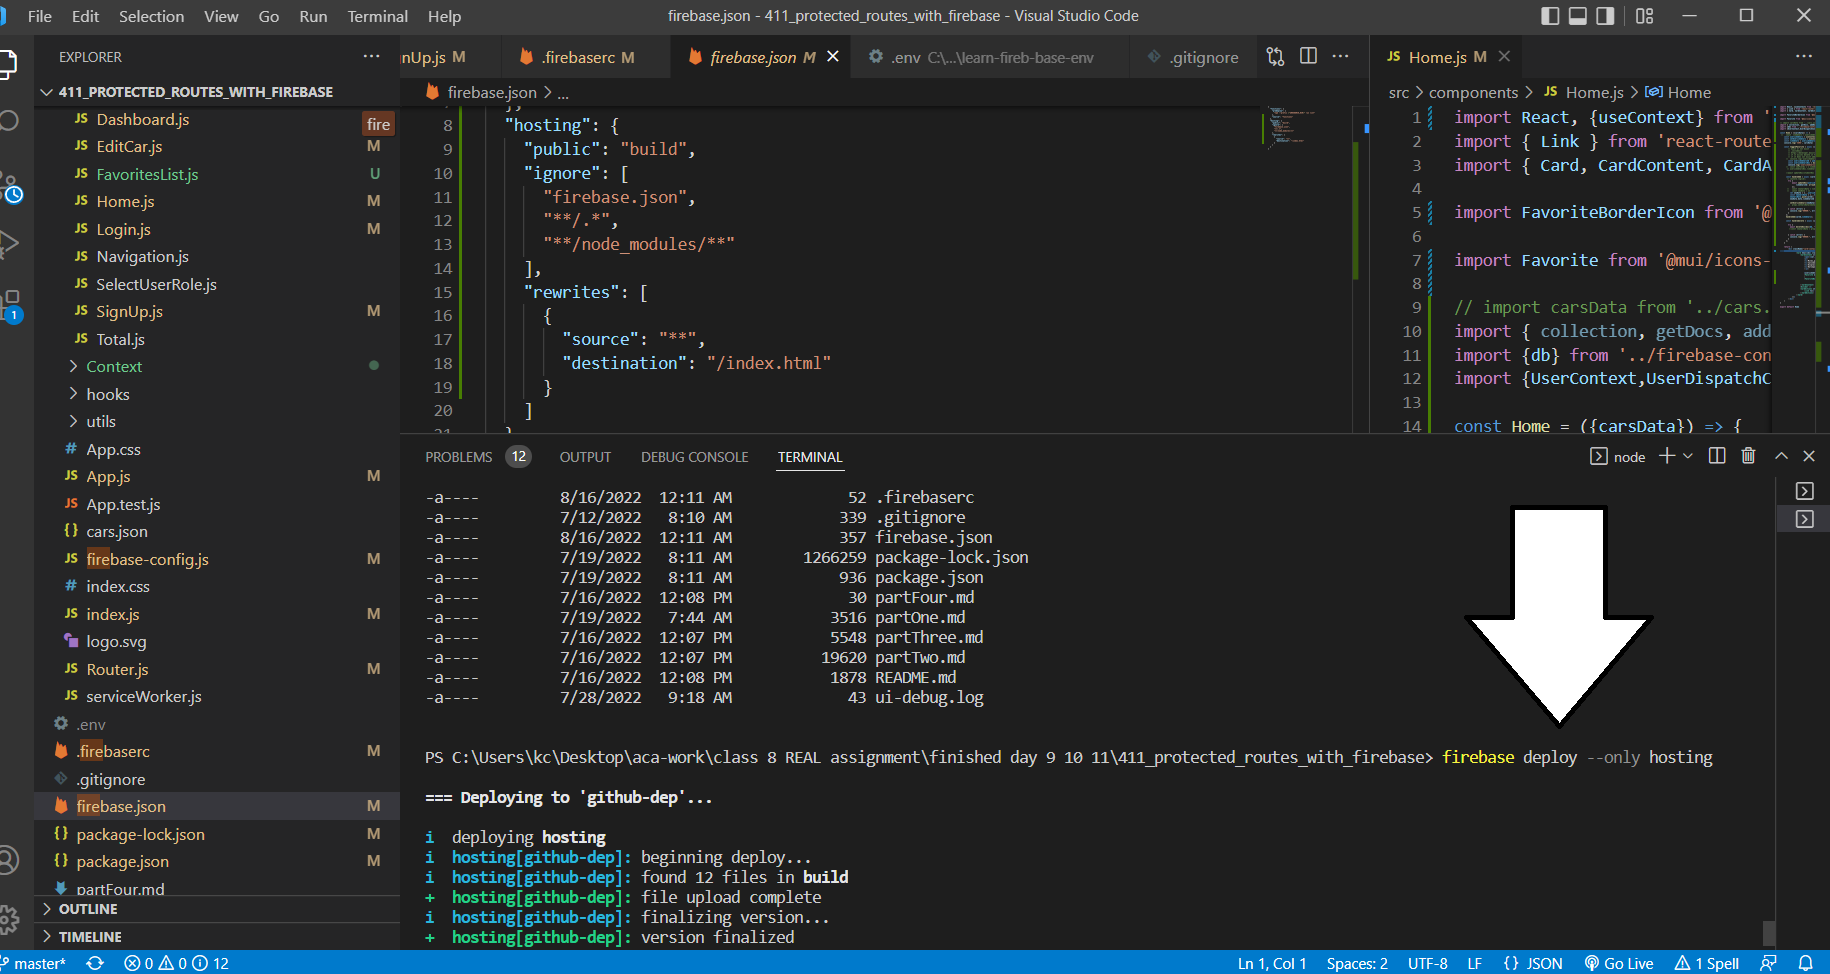 File Edit Selection View Go Run Terminal Help
firebase.json - 411_protected_routes_with_firebase - Visual Studio Code
EXPLORER
411_PROTECTED_ROUTES_WITH_FIREBASE
fire
Dashboard.js
EditCar.js M
FavoritesList.js U
Home.js M
Login.js M
Navigation.js
SelectUserRole.js
SignUp.js M
Total.js
Context
hooks
utils
App.css
App.js M
App.test.js
cars.json
firebase-config.js M
index.css
index.js M
logo.svg
Router.js M
serviceWorker.js
.env
.firebaserc M
.gitignore
firebase.json M
package-lock.json M
package.json M
partFour.md
OUTLINE
TIMELINE
1
nUp.js M .firebaserc M firebase.json M .env C:\...\learn-fireb-base-env .gitignore
firebase.json > ...
8 "hosting": {
9 "public": "build",
10 "ignore": [
11 "firebase.json",
12 "**/.*",
13 "**/node_modules/**"
14 ],
15 "rewrites": [
16 {
17 "source": "**",
18 "destination": "/index.html"
19 }
20 ]
Home.js M
src > components > JS Home.js > Home
1 import React, {useContext} from '
2 import { Link } from 'react-route
3 import { Card, CardContent, CardA
4
5 import FavoriteBorderIcon from '@
6
7 import Favorite from '@mui/icons-
8
9 // import carsData from '../cars.
10 import { collection, getDocs, add
11 import {db} from '../firebase-con
12 import {UserContext,UserDispatchC
13
14 const Home = ({carsData}) => {
PROBLEMS 12 OUTPUT DEBUG CONSOLE TERMINAL
node
-a---- 8/16/2022 12:11 AM 52 .firebaserc
-a---- 7/12/2022 8:10 AM 339 .gitignore
-a---- 8/16/2022 12:11 AM 357 firebase.json
-a---- 7/19/2022 8:11 AM 1266259 package-lock.json
-a---- 7/19/2022 8:11 AM 936 package.json
-a---- 7/16/2022 12:08 PM 30 partFour.md
-a---- 7/19/2022 7:44 AM 3516 partOne.md
-a---- 7/16/2022 12:07 PM 5548 partThree.md
-a---- 7/16/2022 12:07 PM 19620 partTwo.md
-a---- 7/16/2022 12:08 PM 1878 README.md
-a---- 7/28/2022 9:18 AM 43 ui-debug.log
PS C:\Users\kc\Desktop\aca-work\class 8 REAL assignment\finished day 9 10 11\411_protected_routes_with_firebase> firebase deploy --only hosting
=== Deploying to 'github-dep'...
i deploying hosting
i hosting[github-dep]: beginning deploy...
i hosting[github-dep]: found 12 files in build
+ hosting[github-dep]: file upload complete
i hosting[github-dep]: finalizing version...
+ hosting[github-dep]: version finalized
master* 0 0 12
Ln 1, Col 1 Spaces: 2 UTF-8 LF {} JSON Go Live 1 Spell